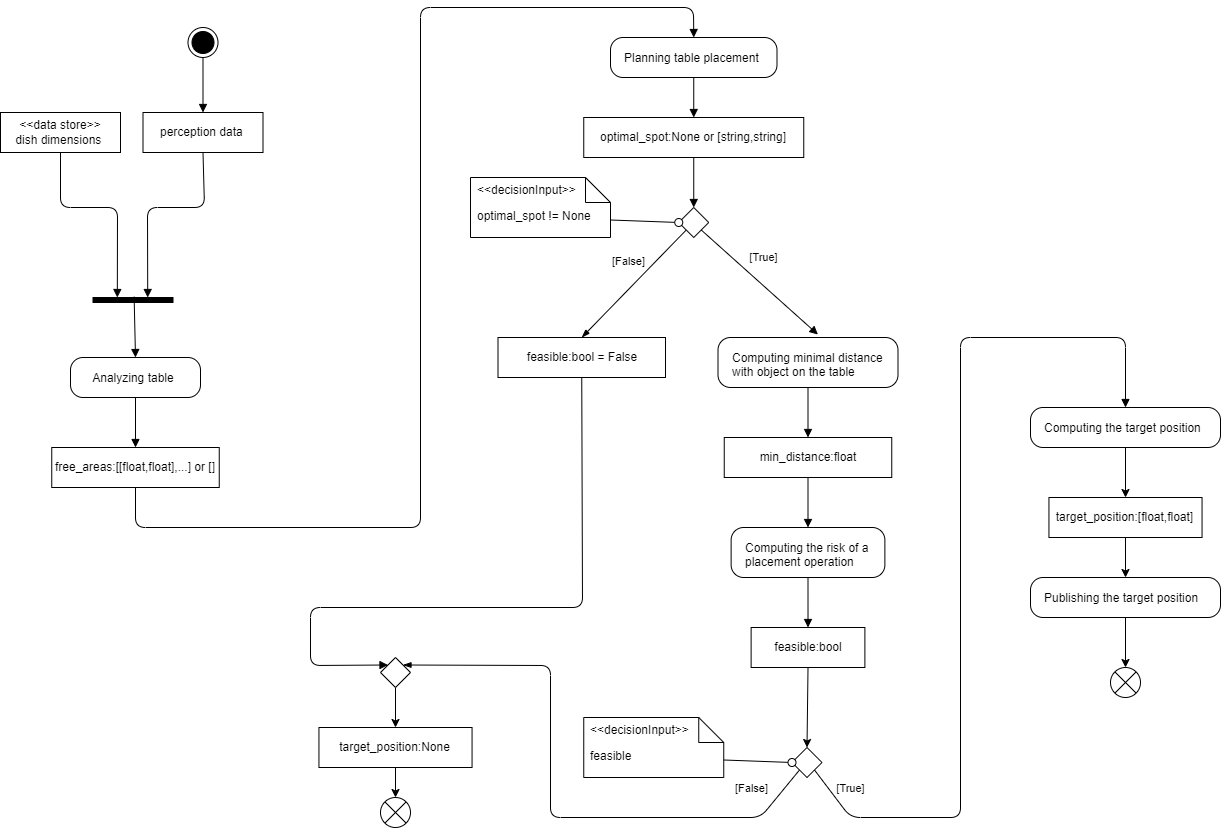 <<data store>>
dish dimensions
perception data
Analyzing table
free_areas:[[float,float],...] or []
Planning table placement
optimal_spot:None or [string,string]
<<decisionInput>>
optimal_spot != None
[False]
[True]
feasible:bool = False
Computing minimal distance
with object on the table
min_distance:float
Computing the risk of a
placement operation
feasible:bool
<<decisionInput>>
feasible
[False]
[True]
target_position:None
Computing the target position
target_position:[float,float]
Publishing the target position